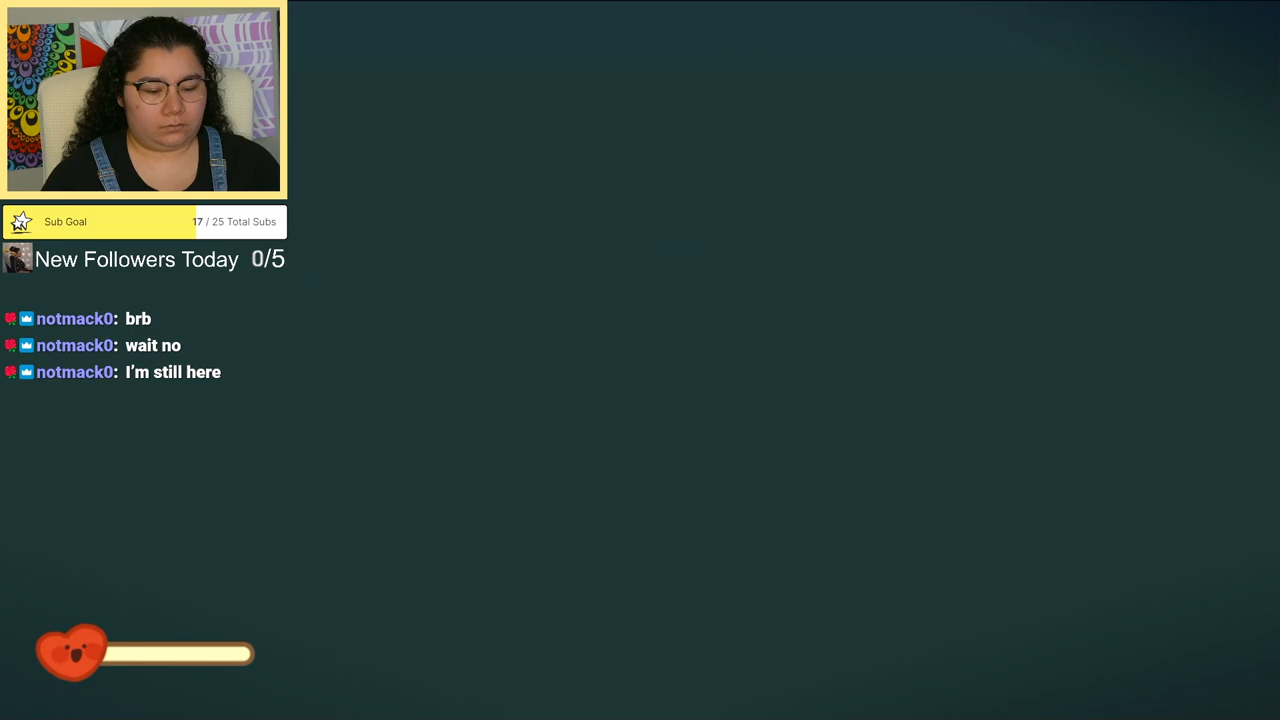 Sub Goal 17 / 25 Total Subs
New Followers Today 0/5
notmack0: brb
notmack0: wait no
notmack0: I'm still here